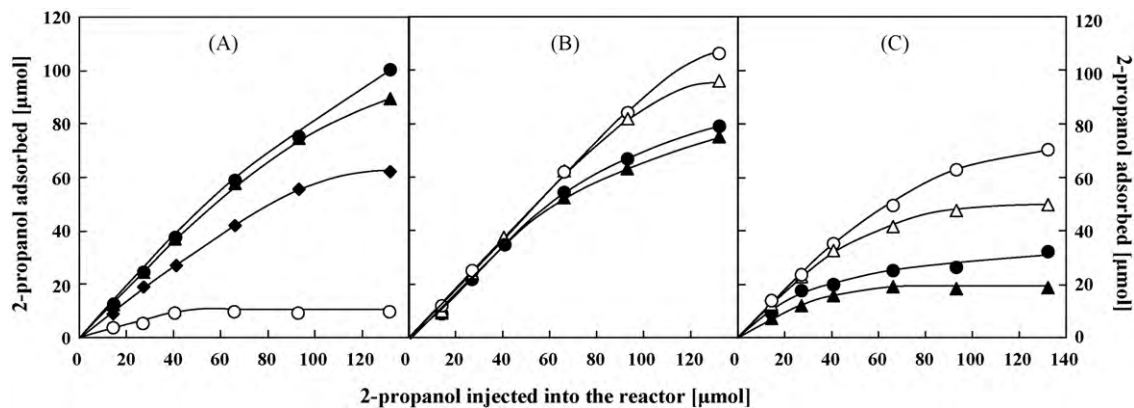 (A) (B) (C)
120 100 80 60 40 20 0
2-propanol adsorbed [μmol]
0 20 40 60 80 100 120 0 20 40 60 80 100 120 0 20 40 60 80 100 120 140
120 100 80 60 40 20 0
2-propanol adsorbed [μmol]
2-propanol injected into the reactor [μmol]